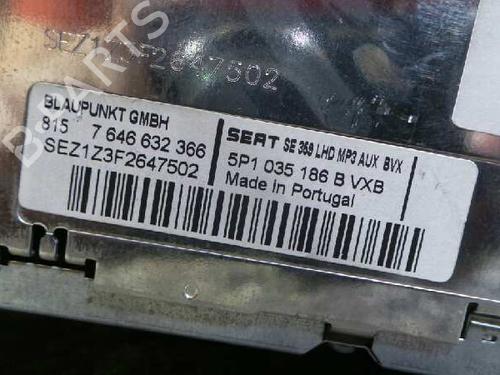 SEZ1Z3F2647502
BLAUPUNKT GMBH
815 7 646 632 366
SEZ1Z3F2647502
SEAT SE 369 LHD MP3 AUX BVX
5P1 035 186 B VXB
Made in Portugal
B-PARTS